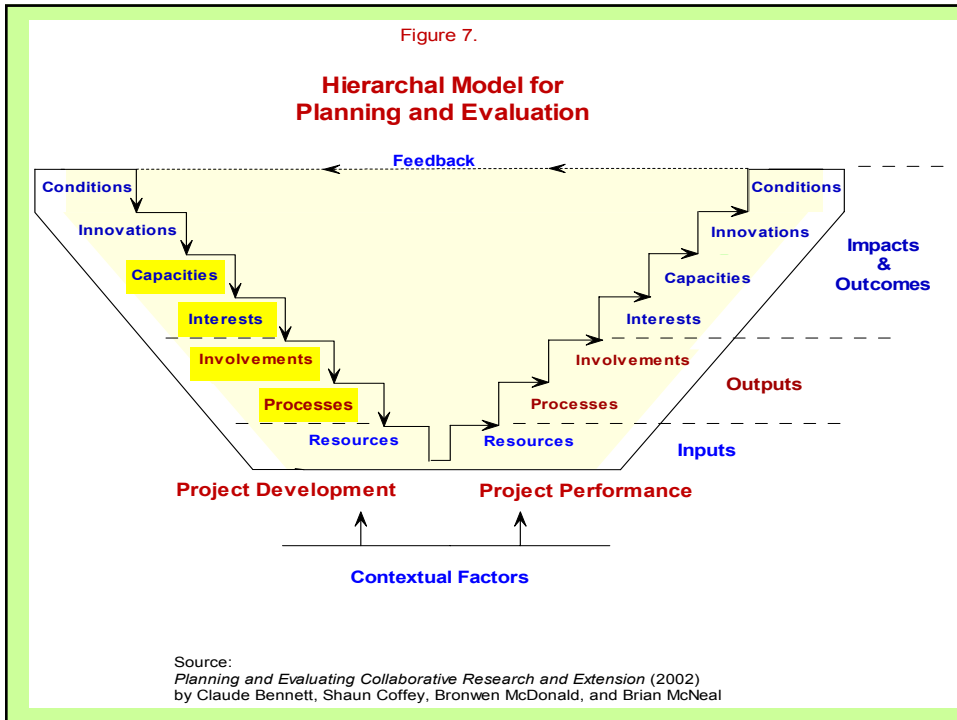 Figure 7.
Hierarchal Model for
Planning and Evaluation
Feedback
Conditions
Innovations
Capacities
Interests
Involvements
Processes
Resources
Conditions
Innovations
Capacities
Interests
Involvements
Processes
Resources
Impacts
&
Outcomes
Outputs
Inputs
Project Development
Project Performance
Contextual Factors
Source:
Planning and Evaluating Collaborative Research and Extension (2002)
by Claude Bennett, Shaun Coffey, Bronwen McDonald, and Brian McNeal